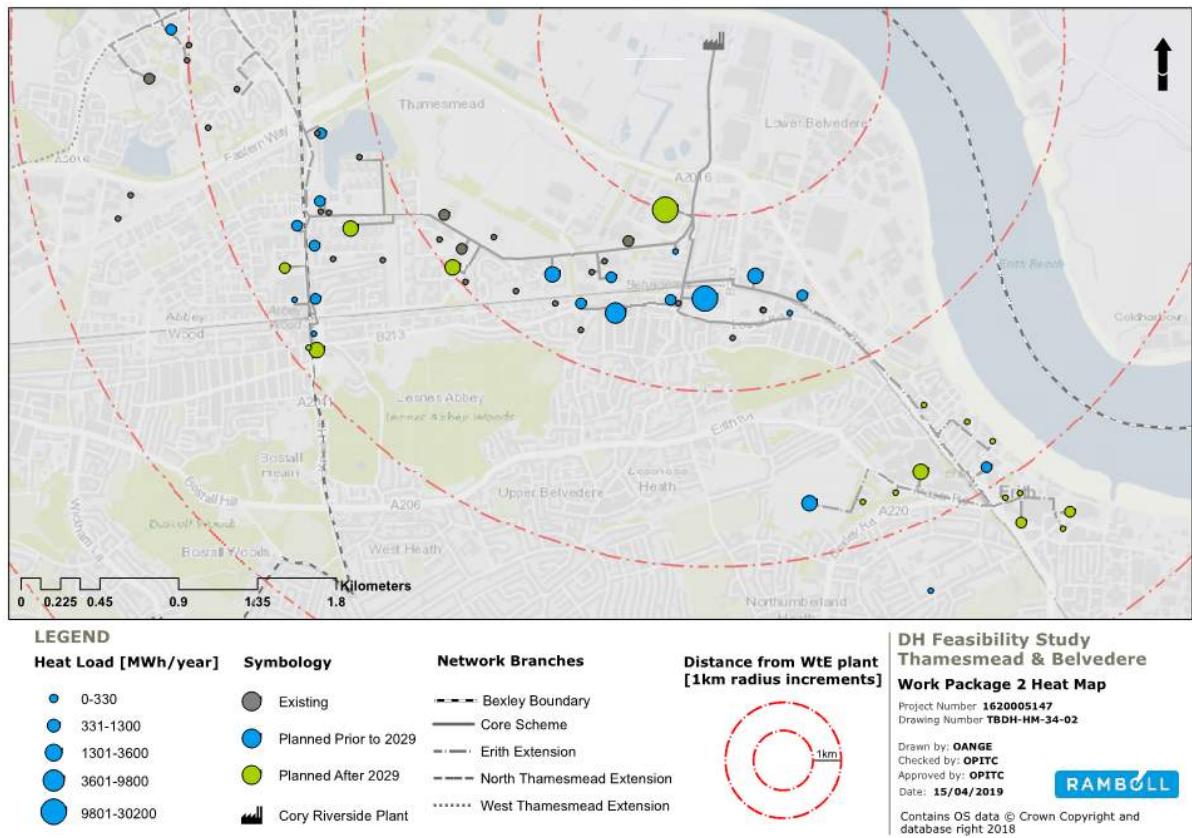 Thamesmead
Lower Belvedere
Eastern Way
A2016
Erith Reach
Abbey
Wood
B213
Lesnes Abbey
Lesnes Abbey Woods
A2041
Bostall
Heath
Bostall Hill
A206
Upper Belvedere
Erith Rd
Heath
A220
Erith
Bostall Woods
West Heath
Northumberland
Heath
Wickham La
Kilometers
0 0.225 0.45 0.9 1.35 1.8
LEGEND
Heat Load [MWh/year]
0-330
331-1300
1301-3600
3601-9800
9801-30200
Symbology
Existing
Planned Prior to 2029
Planned After 2029
Cory Riverside Plant
Network Branches
Bexley Boundary
Core Scheme
Erith Extension
North Thamesmead Extension
West Thamesmead Extension
Distance from WtE plant
[1km radius increments]
1km
DH Feasibility Study
Thamesmead & Belvedere
Work Package 2 Heat Map
Project Number 1620005147
Drawing Number TBDH-HM-34-02
Drawn by: OANGE
Checked by: OPITC
Approved by: OPITC
Date: 15/04/2019
RAMBOLL
Contains OS data © Crown Copyright and
database right 2018